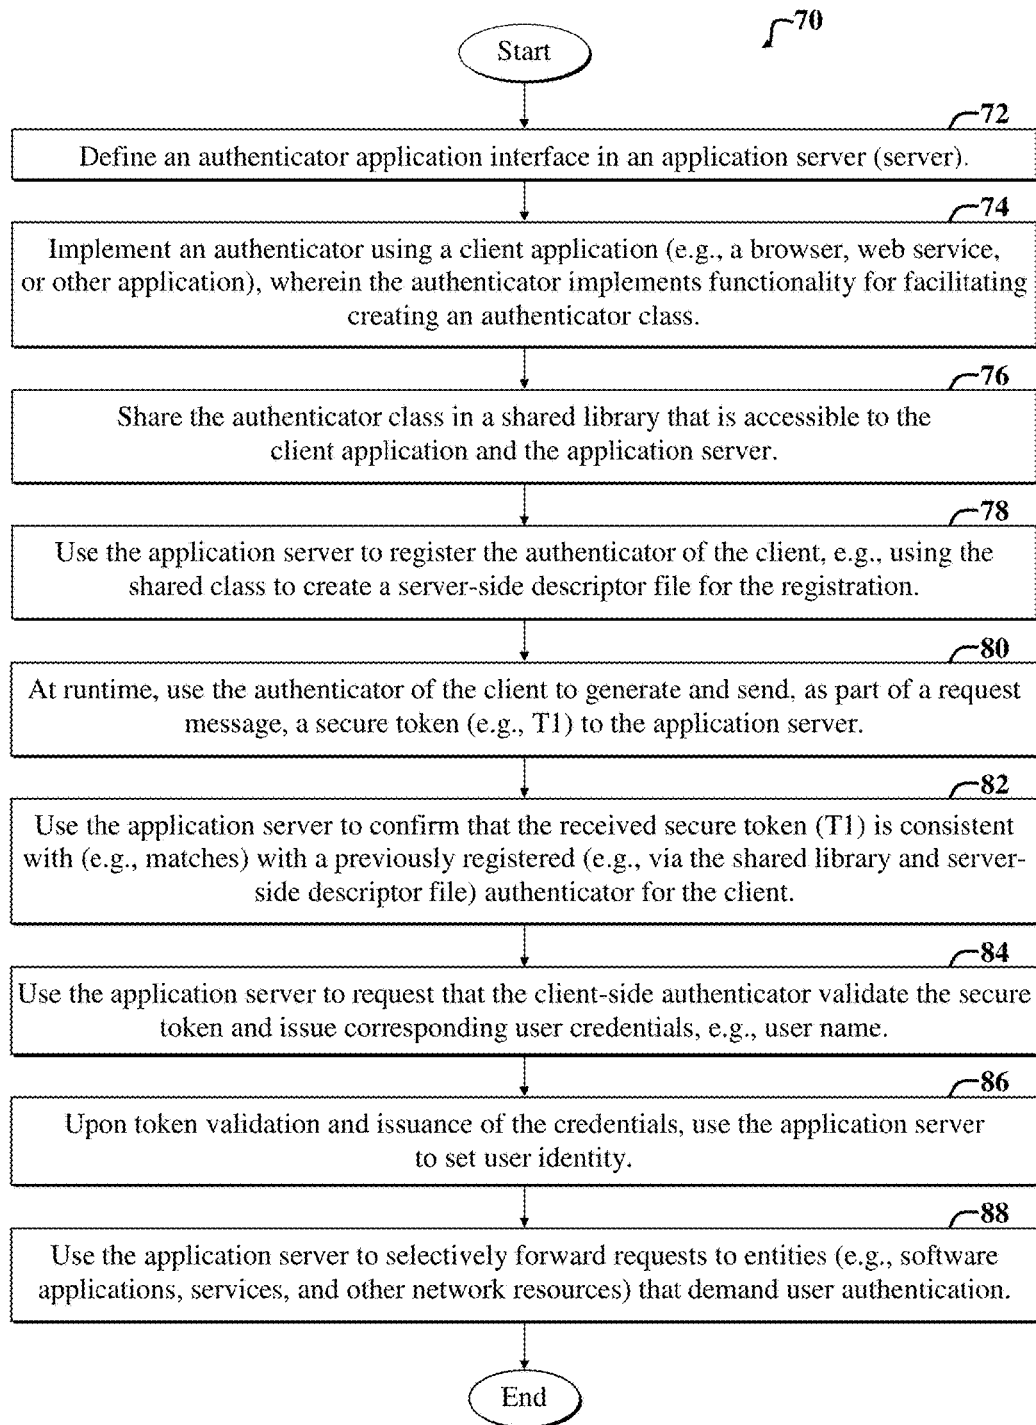 70
Start
72
Define an authenticator application interface in an application server (server).
74
Implement an authenticator using a client application (e.g., a browser, web service,
or other application), wherein the authenticator implements functionality for facilitating
creating an authenticator class.
76
Share the authenticator class in a shared library that is accessible to the
client application and the application server.
78
Use the application server to register the authenticator of the client, e.g., using the
shared class to create a server-side descriptor file for the registration.
80
At runtime, use the authenticator of the client to generate and send, as part of a request
message, a secure token (e.g., T1) to the application server.
82
Use the application server to confirm that the received secure token (T1) is consistent
with (e.g., matches) with a previously registered (e.g., via the shared library and server-
side descriptor file) authenticator for the client.
84
Use the application server to request that the client-side authenticator validate the secure
token and issue corresponding user credentials, e.g., user name.
86
Upon token validation and issuance of the credentials, use the application server
to set user identity.
88
Use the application server to selectively forward requests to entities (e.g., software
applications, services, and other network resources) that demand user authentication.
End